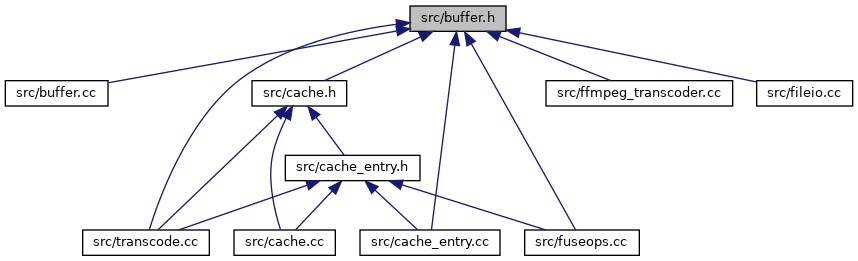 src/buffer.h
src/buffer.cc
src/cache.h
src/ffmpeg_transcoder.cc
src/fileio.cc
src/cache_entry.h
src/transcode.cc
src/cache.cc
src/cache_entry.cc
src/fuseops.cc